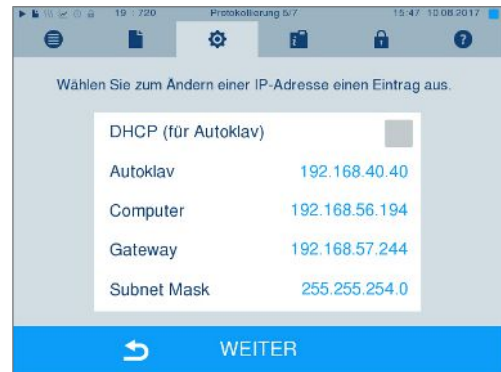 19 : 720 Protokollierung 5/7 15:47 10.08.2017
Wählen Sie zum Ändern einer IP-Adresse einen Eintrag aus.
DHCP (für Autoklav)
Autoklav 192.168.40.40
Computer 192.168.56.194
Gateway 192.168.57.244
Subnet Mask 255.255.254.0
WEITER